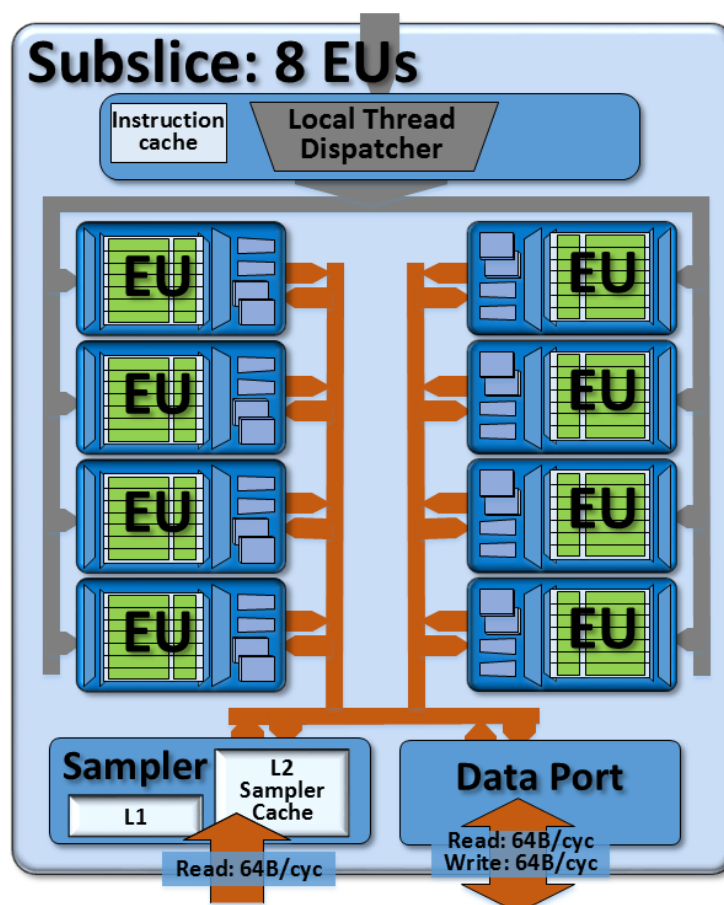 Subslice: 8 EUs
Instruction
cache
Local Thread
Dispatcher
EU
EU
EU
EU
EU
EU
EU
EU
Sampler
L1
L2
Sampler
Cache
Read: 64B/cyc
Data Port
Read: 64B/cyc
Write: 64B/cyc